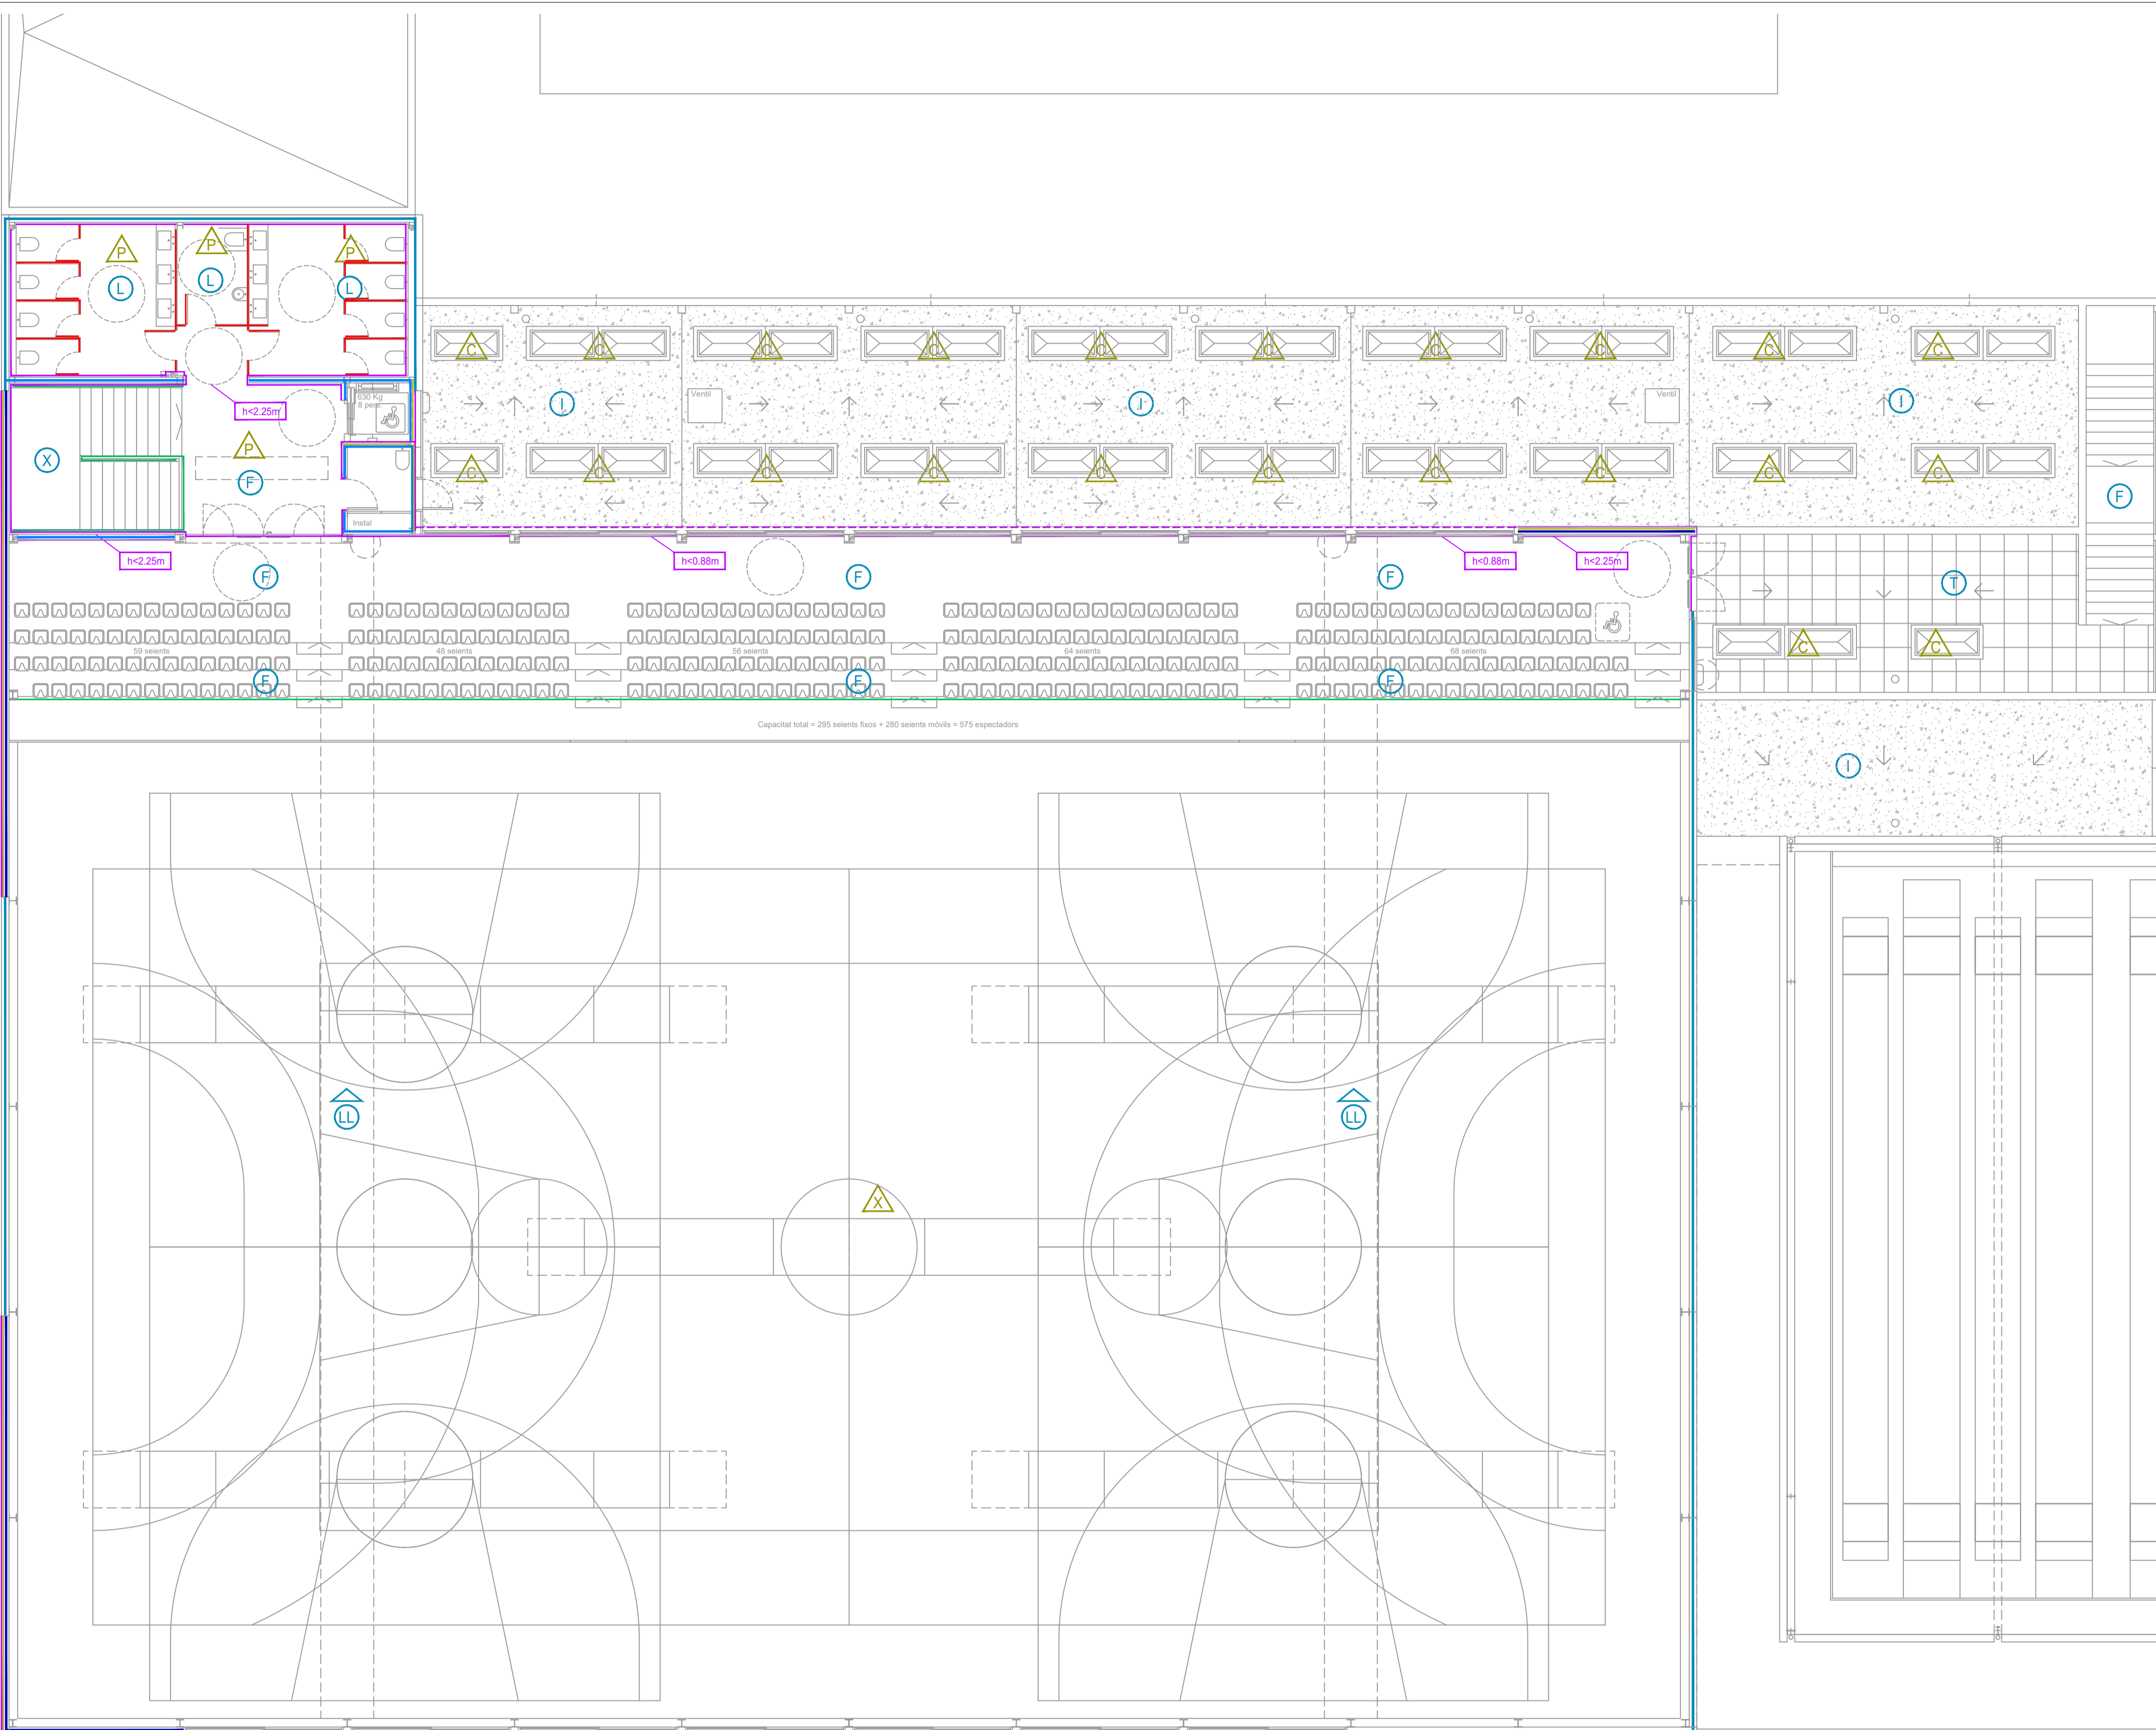 P
P
P
L
L
L
C
C
C
C
C
C
C
C
C
C
630 Kg
8 pers.
Ventil
Ventil
I
I
I
h<2.25m
P
X
F
C
C
C
C
C
C
C
C
C
C
F
Instal
h<2.25m
h<0.88m
h<0.88m
h<2.25m
F
F
F
T
59 seients
48 seients
56 seients
64 seients
68 seients
C
C
F
F
F
Capacitat total = 295 seients fixos + 280 seients mòvils = 575 espectadors
I
LL
LL
X